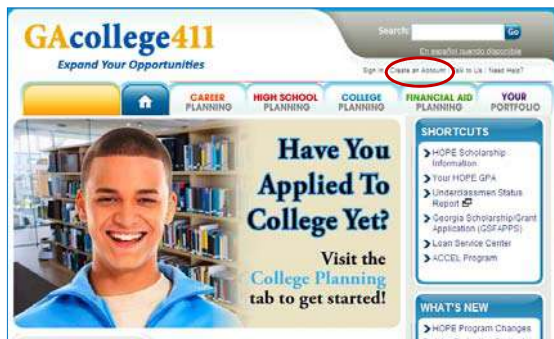 GAcollege411
Expand Your Opportunities
Search: Go
En español cuando disponible
Sign In | Create an Account | Talk to Us | Need Help?
CAREER PLANNING
HIGH SCHOOL PLANNING
COLLEGE PLANNING
FINANCIAL AID PLANNING
YOUR PORTFOLIO
Have You
Applied To
College Yet?
Visit the
College Planning
tab to get started!
SHORTCUTS
HOPE Scholarship
Information
Your HOPE GPA
Underclassmen Status
Report
Georgia Scholarship/Grant
Application (GSFAPPS)
Loan Service Center
ACCEL Program
WHAT'S NEW
HOPE Program Changes